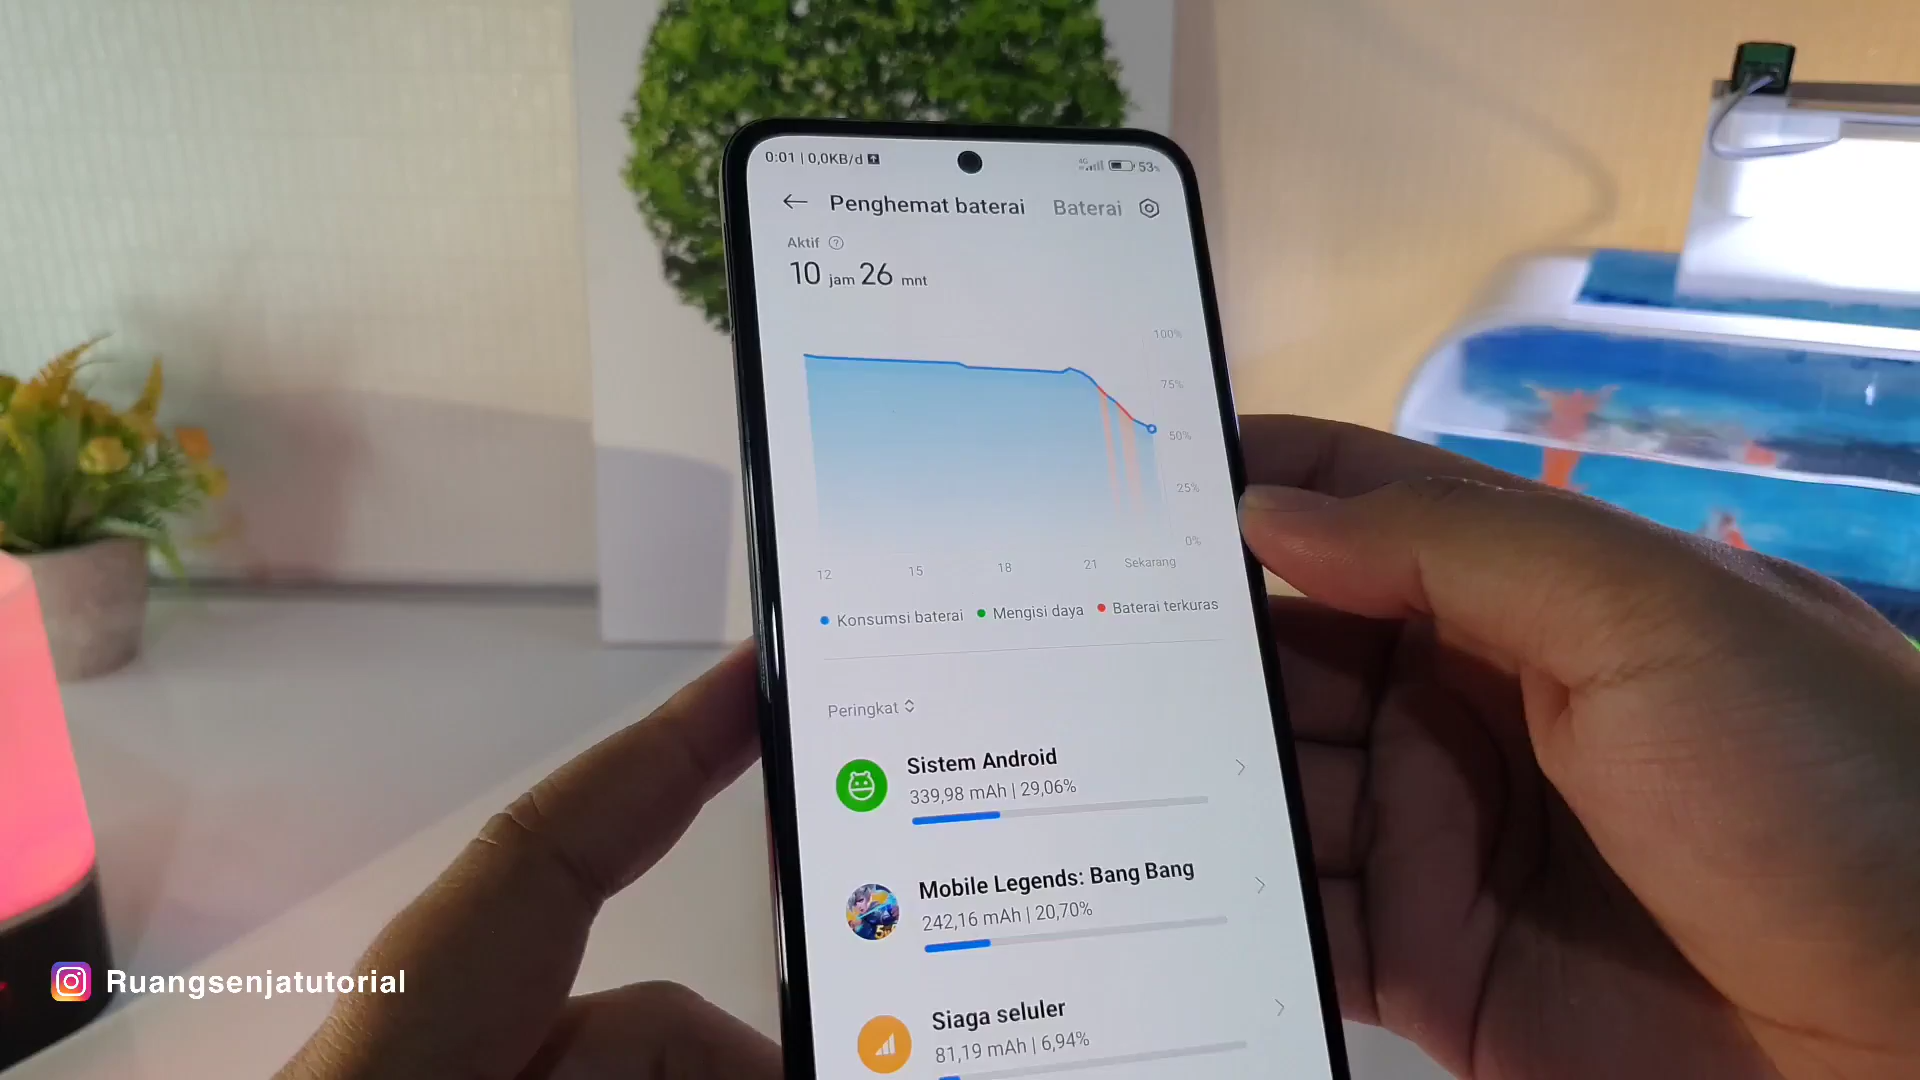 0:01 | 0,0KB/d
4G
53%
Penghemat baterai
Baterai
Aktif
10 jam 26 mnt
100%
75%
50%
25%
0%
12 15 18 21 Sekarang
Konsumsi baterai Mengisi daya Baterai terkuras
Peringkat
Sistem Android
339,98 mAh | 29,06%
Mobile Legends: Bang Bang
242,16 mAh | 20,70%
Siaga seluler
81,19 mAh | 6,94%
Ruangsenjatutorial